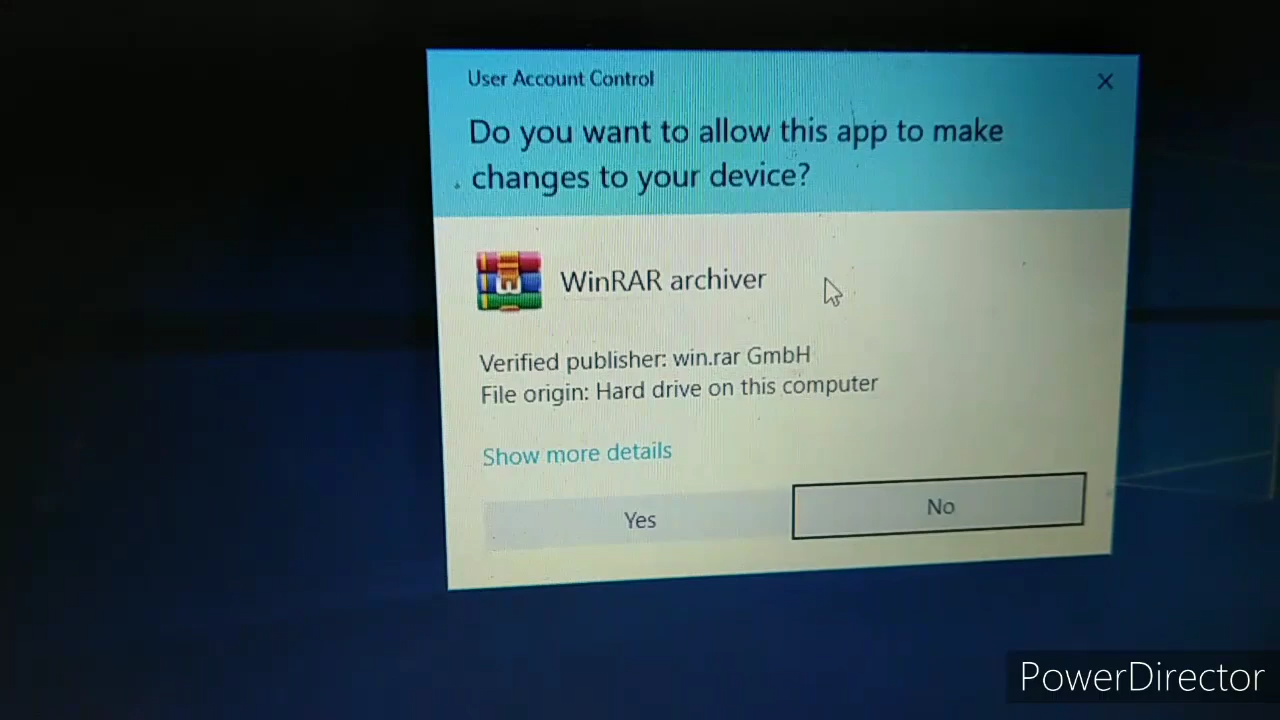 User Account Control
Do you want to allow this app to make
changes to your device?
WinRAR archiver
Verified publisher: win.rar GmbH
File origin: Hard drive on this computer
Show more details
Yes
No
PowerDirector